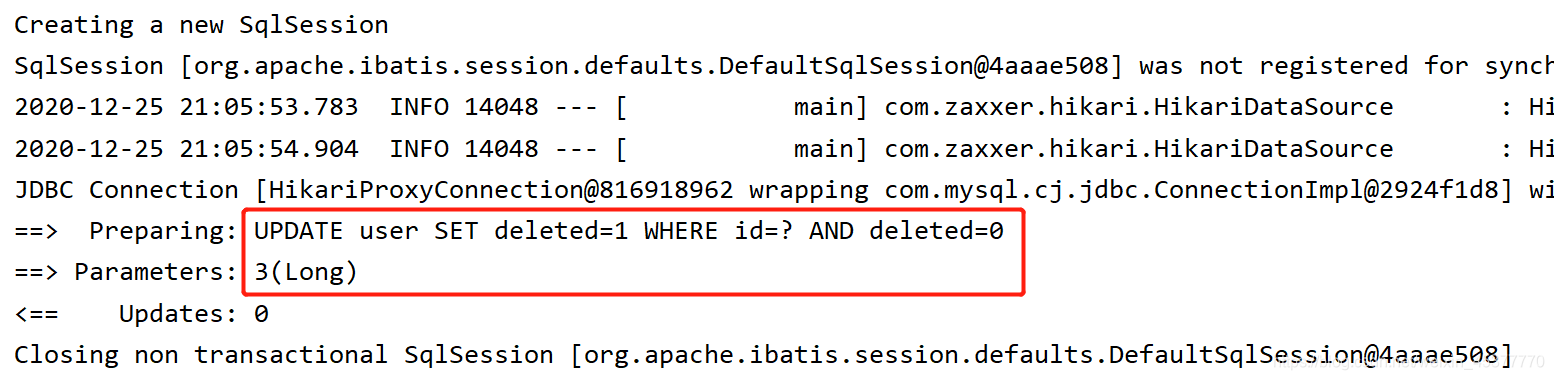 Creating a new SqlSession
SqlSession [org.apache.ibatis.session.defaults.DefaultSqlSession@4aaae508] was not registered for synch
2020-12-25 21:05:53.783  INFO 14048 --- [           main] com.zaxxer.hikari.HikariDataSource       : Hi
2020-12-25 21:05:54.904  INFO 14048 --- [           main] com.zaxxer.hikari.HikariDataSource       : Hi
JDBC Connection [HikariProxyConnection@816918962 wrapping com.mysql.cj.jdbc.ConnectionImpl@2924f1d8] wi
==>  Preparing: UPDATE user SET deleted=1 WHERE id=? AND deleted=0
==> Parameters: 3(Long)
<==    Updates: 0
Closing non transactional SqlSession [org.apache.ibatis.session.defaults.DefaultSqlSession@4aaae508]